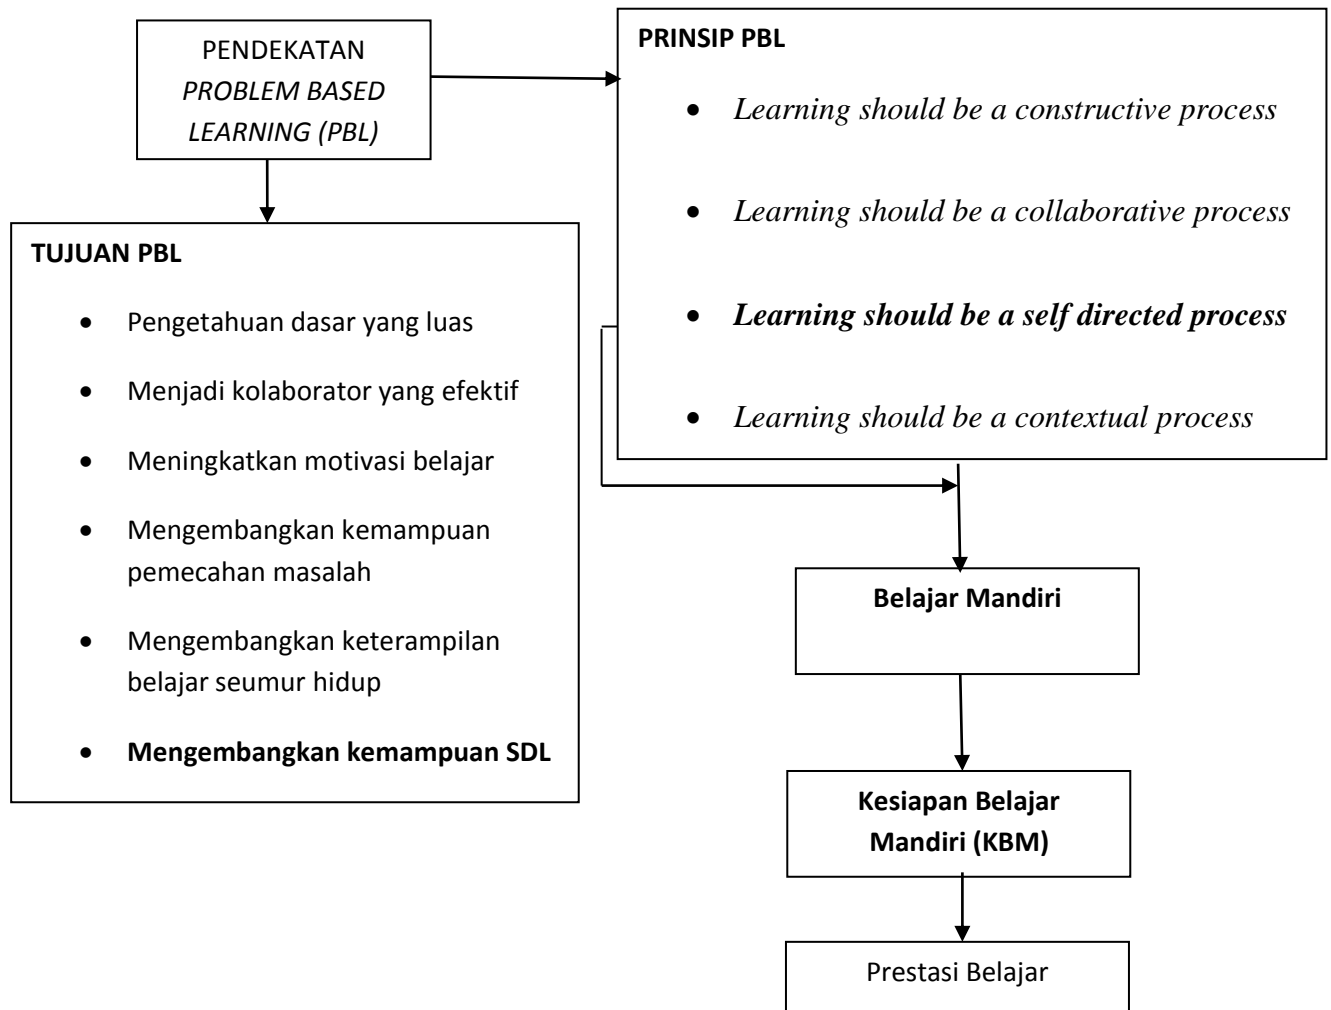 PENDEKATAN
PROBLEM BASED
LEARNING (PBL)
PRINSIP PBL
• Learning should be a constructive process
• Learning should be a collaborative process
• Learning should be a self directed process
• Learning should be a contextual process
TUJUAN PBL
• Pengetahuan dasar yang luas
• Menjadi kolaborator yang efektif
• Meningkatkan motivasi belajar
• Mengembangkan kemampuan
pemecahan masalah
• Mengembangkan keterampilan
belajar seumur hidup
• Mengembangkan kemampuan SDL
Belajar Mandiri
Kesiapan Belajar
Mandiri (KBM)
Prestasi Belajar